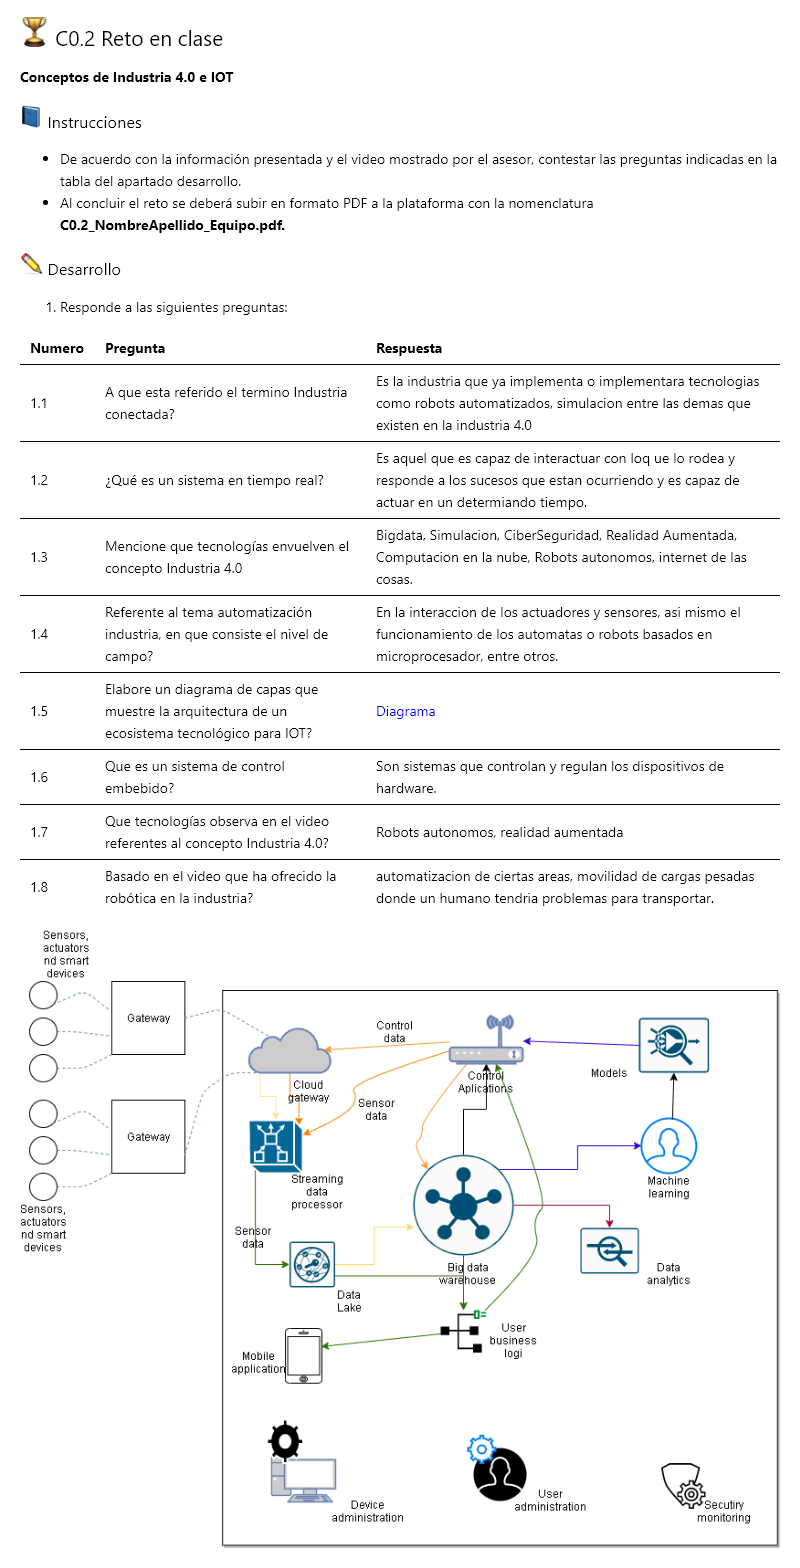 C0.2 Reto en clase
Conceptos de Industria 4.0 e IOT
Instrucciones
De acuerdo con la información presentada y el video mostrado por el asesor, contestar las preguntas indicadas en la
tabla del apartado desarrollo.
Al concluir el reto se deberá subir en formato PDF a la plataforma con la nomenclatura
C0.2_NombreApellido_Equipo.pdf.
Desarrollo
1. Responde a las siguientes preguntas:
Numero Pregunta Respuesta
1.1
A que esta referido el termino Industria
conectada?
Es la industria que ya implementa o implementara tecnologias
como robots automatizados, simulacion entre las demas que
existen en la industria 4.0
1.2
¿Qué es un sistema en tiempo real?
Es aquel que es capaz de interactuar con loq ue lo rodea y
responde a los sucesos que estan ocurriendo y es capaz de
actuar en un determiando tiempo.
1.3
Mencione que tecnologías envuelven el
concepto Industria 4.0
Bigdata, Simulacion, CiberSeguridad, Realidad Aumentada,
Computacion en la nube, Robots autonomos, internet de las
cosas.
1.4
Referente al tema automatización
industria, en que consiste el nivel de
campo?
En la interaccion de los actuadores y sensores, asi mismo el
funcionamiento de los automatas o robots basados en
microprocesador, entre otros.
1.5
Elabore un diagrama de capas que
muestre la arquitectura de un
ecosistema tecnológico para IOT?
Diagrama
1.6
Que es un sistema de control
embebido?
Son sistemas que controlan y regulan los dispositivos de
hardware.
1.7
Que tecnologías observa en el video
referentes al concepto Industria 4.0?
Robots autonomos, realidad aumentada
1.8
Basado en el video que ha ofrecido la
robótica en la industria?
automatizacion de ciertas areas, movilidad de cargas pesadas
donde un humano tendria problemas para transportar.
Sensors,
actuators
nd smart
devices
Gateway
Control
data
Control
Aplications
Models
Cloud
gateway
Sensor
data
Gateway
Streaming
data
processor
Machine
learning
Sensors,
actuators
nd smart
devices
Sensor
data
Big data
warehouse
Data
analytics
Data
Lake
User
business
logi
Mobile
application
Device
administration
User
administration
Secutiry
monitoring